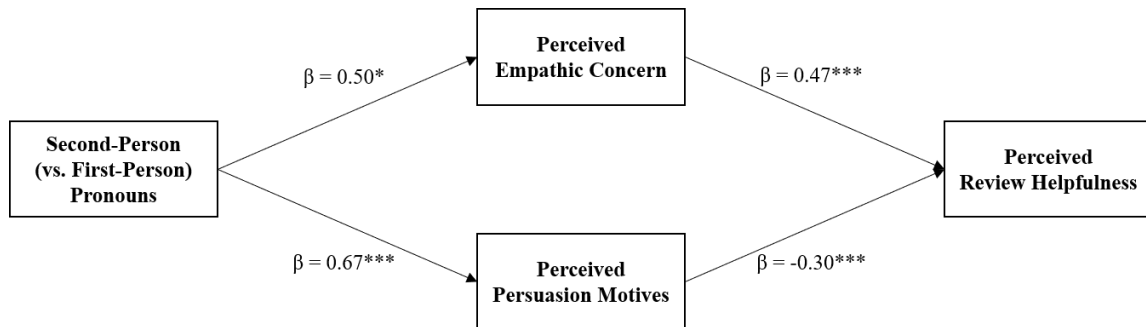 Perceived
Empathic Concern
β = 0.50*
β = 0.47***
Second-Person
(vs. First-Person)
Pronouns
Perceived
Review Helpfulness
β = 0.67***
β = -0.30***
Perceived
Persuasion Motives